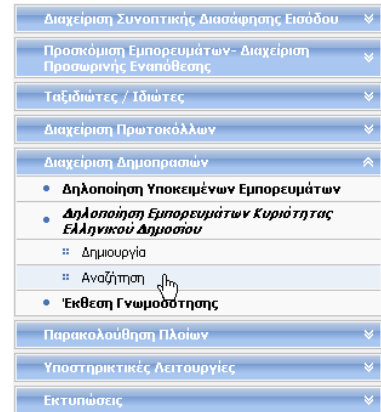 Διαχείριση Συνοπτικής Διασάφησης Εισόδου
Προσκόμιση Εμπορευμάτων- Διαχείριση
Προσωρινής Εναπόθεσης
Ταξιδιώτες / Ιδιώτες
Διαχείριση Πρωτοκόλλων
Διαχείριση Δημοπρασιών
Δηλοποίηση Υποκειμένων Εμπορευμάτων
Δηλοποίηση Εμπορευμάτων Κυριότητας
Ελληνικού Δημοσίου
Δημιουργία
Αναζήτηση
Έκθεση Γνωμοδότησης
Παρακολούθηση Πλοίων
Υποστηρικτικές Λειτουργίες
Εκτυπώσεις